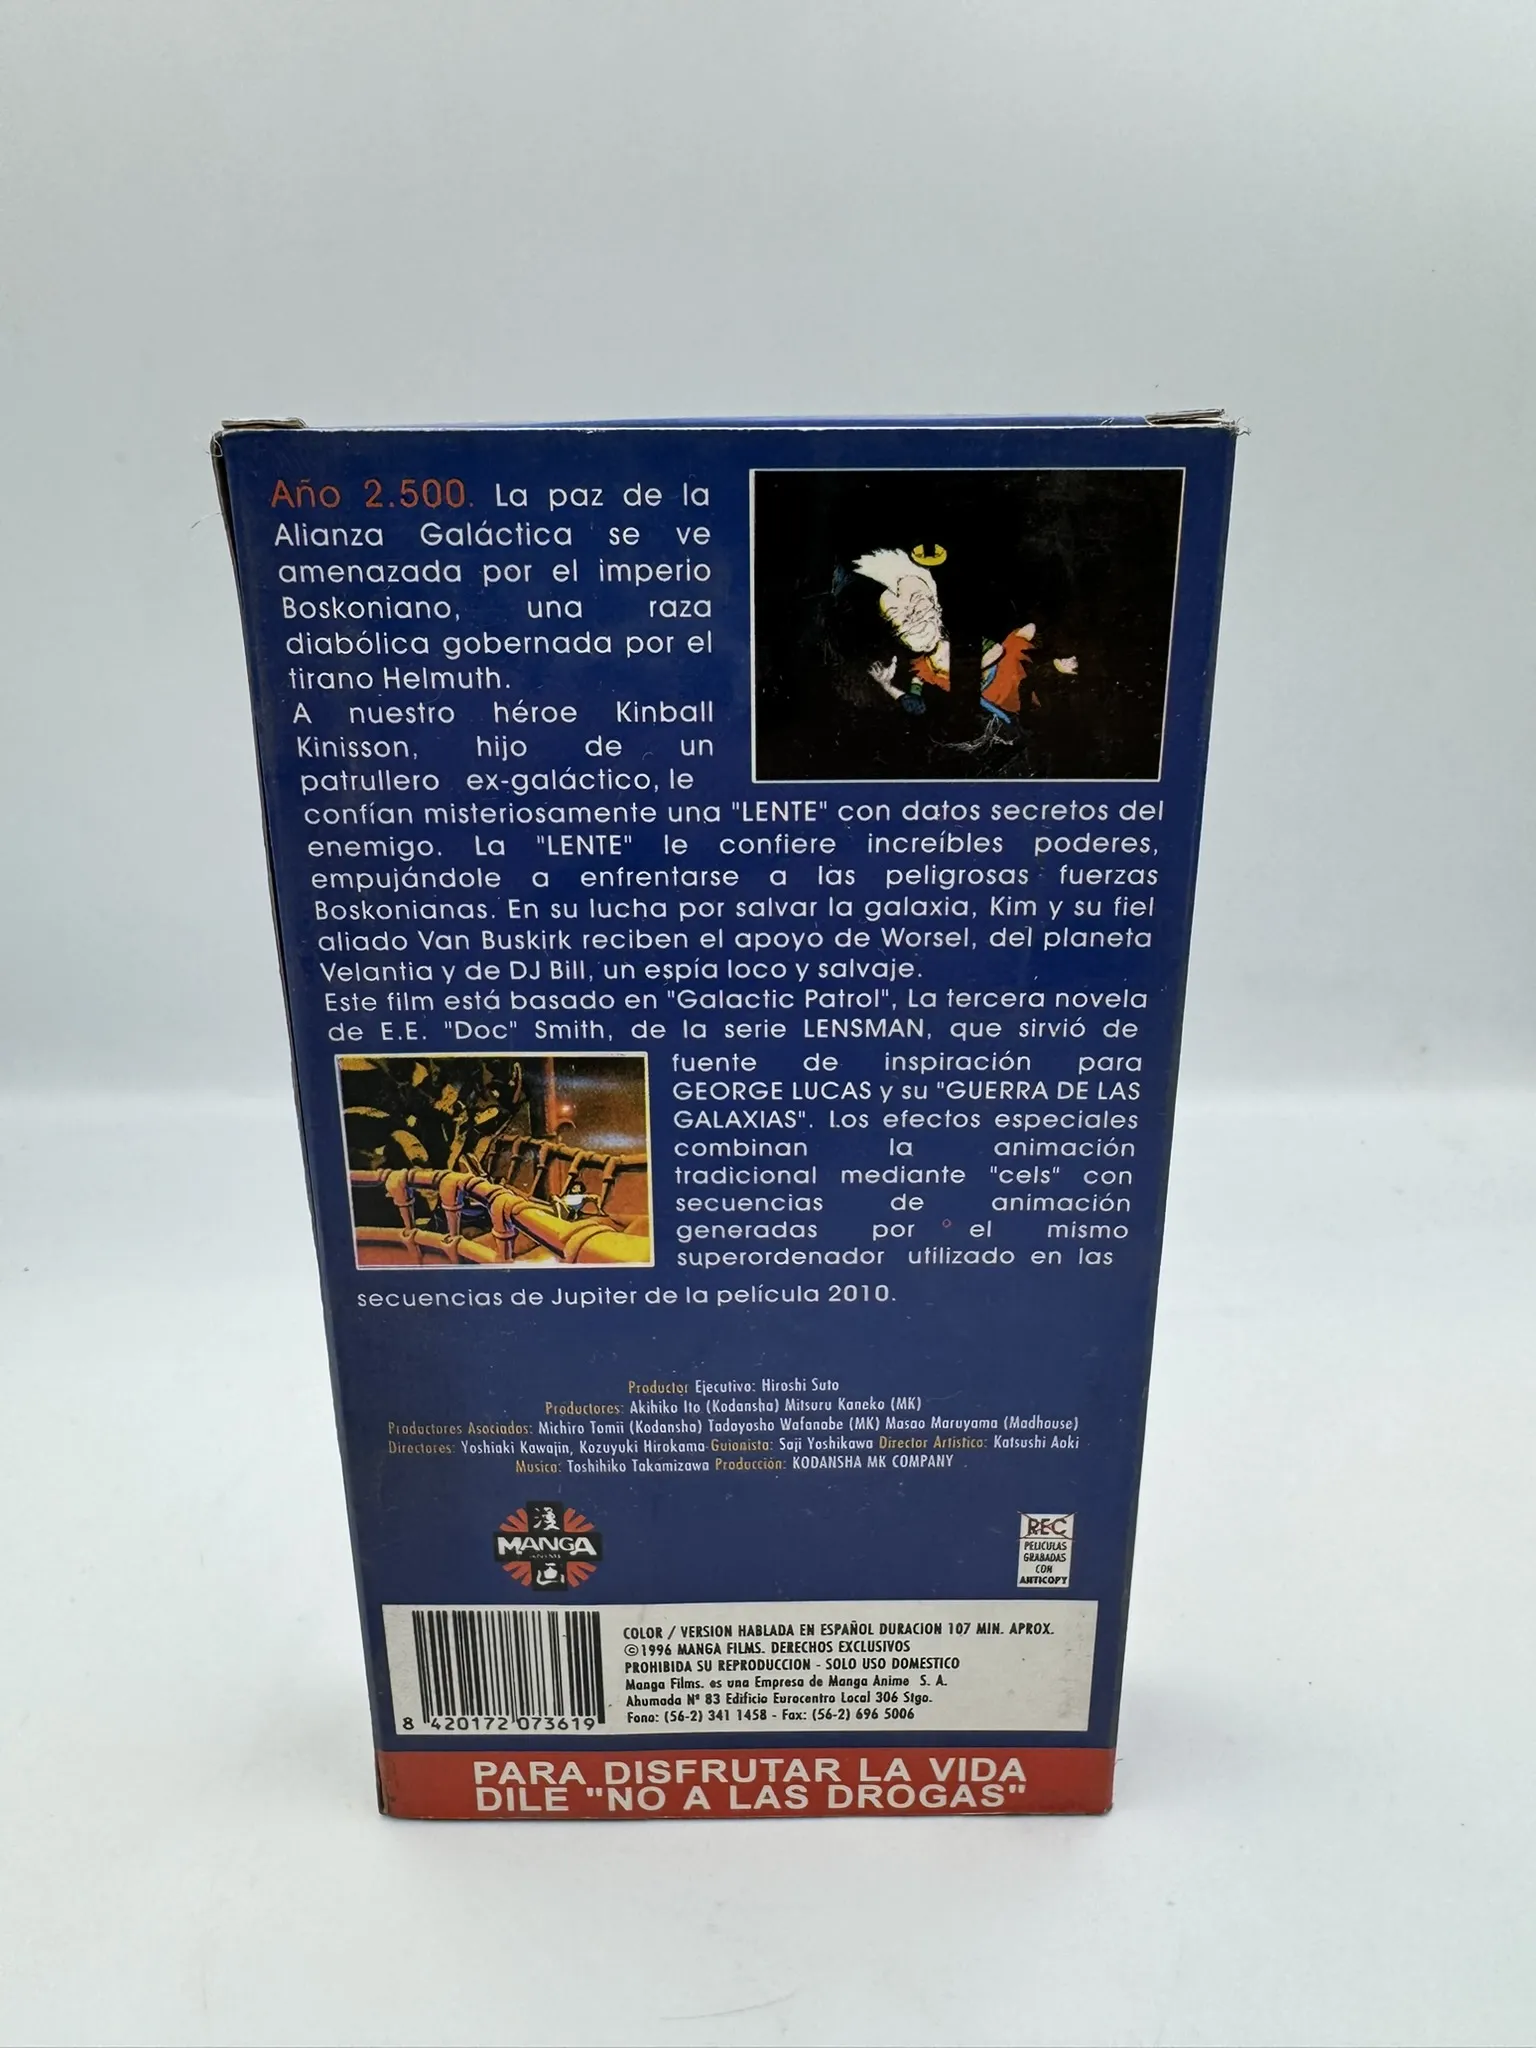 Año 2.500. La paz de la
Alianza Galáctica se ve
amenazada por el imperio
Boskoniano, una raza
diabólica gobernada por el
tirano Helmuth.
A nuestro héroe Kinball
Kinisson, hijo de un
patrullero ex-galáctico, le
confían misteriosamente una "LENTE" con datos secretos del
enemigo. La "LENTE" le confiere increíbles poderes,
empujándole a enfrentarse a las peligrosas fuerzas
Boskonianas. En su lucha por salvar la galaxia, Kim y su fiel
aliado Van Buskirk reciben el apoyo de Worsel, del planeta
Velantia y de DJ Bill, un espía loco y salvaje.
Este film está basado en "Galactic Patrol", La tercera novela
de E.E. "Doc" Smith, de la serie LENSMAN, que sirvió de
fuente de inspiración para
GEORGE LUCAS y su "GUERRA DE LAS
GALAXIAS". Los efectos especiales
combinan la animación
tradicional mediante "cels" con
secuencias de animación
generadas por el mismo
superordenador utilizado en las
secuencias de Jupiter de la película 2010.
Productor Ejecutivo: Hiroshi Suto
Productores: Akihiko Ito (Kodansha) Mitsuru Kaneko (MK)
Productores Asociados: Michiro Tomii (Kodansha) Tadayosho Wafanabe (MK) Masao Maruyama (Madhouse)
Directores: Yoshiaki Kawajin, Kozuyuki Hirokama Guionista: Saji Yoshikawa Director Artistico: Katsushi Aoki
Musica: Toshihiko Takamizawa Producción: KODANSHA MK COMPANY
漫
MANGA
画
REC
PELICULAS
GRABADAS
CON
ANTICOPY
COLOR / VERSION HABLADA EN ESPAÑOL DURACION 107 MIN. APROX.
©1996 MANGA FILMS. DERECHOS EXCLUSIVOS
PROHIBIDA SU REPRODUCCION - SOLO USO DOMESTICO
Manga Films. es una Empresa de Manga Anime S. A.
Ahumada Nº 83 Edificio Eurocentro Local 306 Stgo.
Fono: (56-2) 341 1458 - Fax: (56-2) 696 5006
8 420172 073619
PARA DISFRUTAR LA VIDA
DILE "NO A LAS DROGAS"